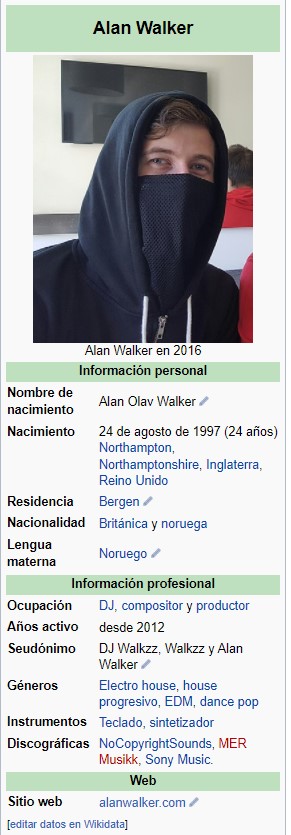 Alan Walker
Alan Walker en 2016
Información personal
Nombre de
nacimiento
Alan Olav Walker
Nacimiento
24 de agosto de 1997 (24 años)
Northampton,
Northamptonshire, Inglaterra,
Reino Unido
Residencia
Bergen
Nacionalidad
Británica y noruega
Lengua
materna
Noruego
Información profesional
Ocupación
DJ, compositor y productor
Años activo
desde 2012
Seudónimo
DJ Walkzz, Walkzz y Alan
Walker
Géneros
Electro house, house
progresivo, EDM, dance pop
Instrumentos
Teclado, sintetizador
Discográficas
NoCopyrightSounds, MER
Musikk, Sony Music.
Web
Sitio web
alanwalker.com
[editar datos en Wikidata]